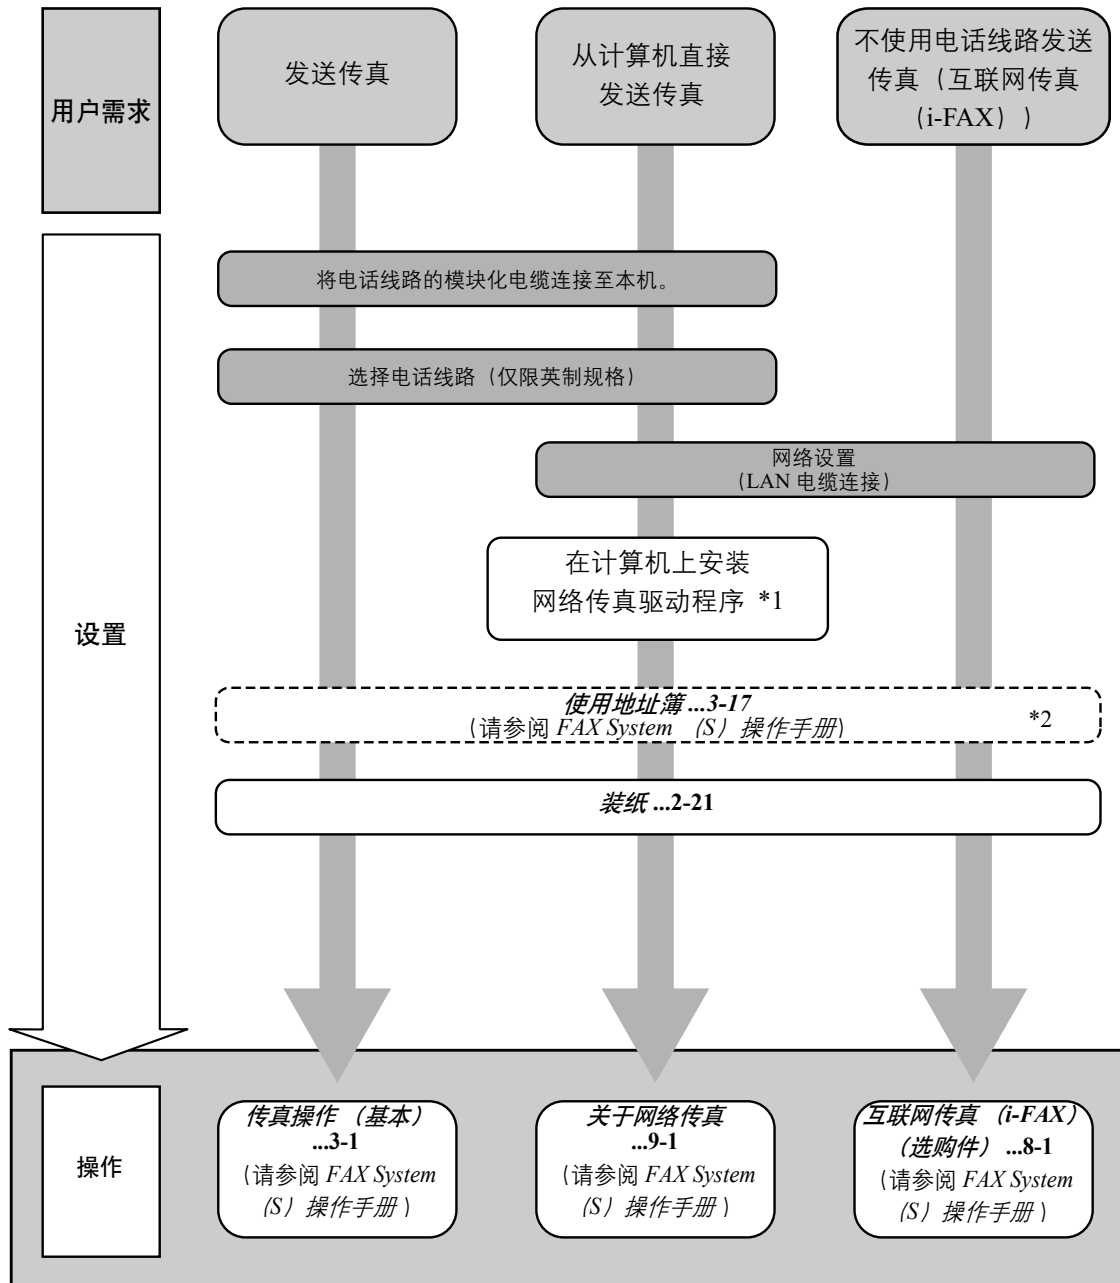 用户需求
发送传真
从计算机直接
发送传真
不使用电话线路发送
传真（互联网传真
（i-FAX））
设置
将电话线路的模块化电缆连接至本机。
选择电话线路（仅限英制规格）
网络设置
（LAN 电缆连接）
在计算机上安装
网络传真驱动程序 *1
使用地址簿 ...3-17
（请参阅 FAX System （S）操作手册）
*2
装纸 ...2-21
操作
传真操作 （基本）
...3-1
（请参阅 FAX System
（S）操作手册 ）
关于网络传真
...9-1
（请参阅 FAX System
（S）操作手册 ）
互联网传真 （i-FAX）
（选购件） ...8-1
（请参阅 FAX System
（S）操作手册 ）